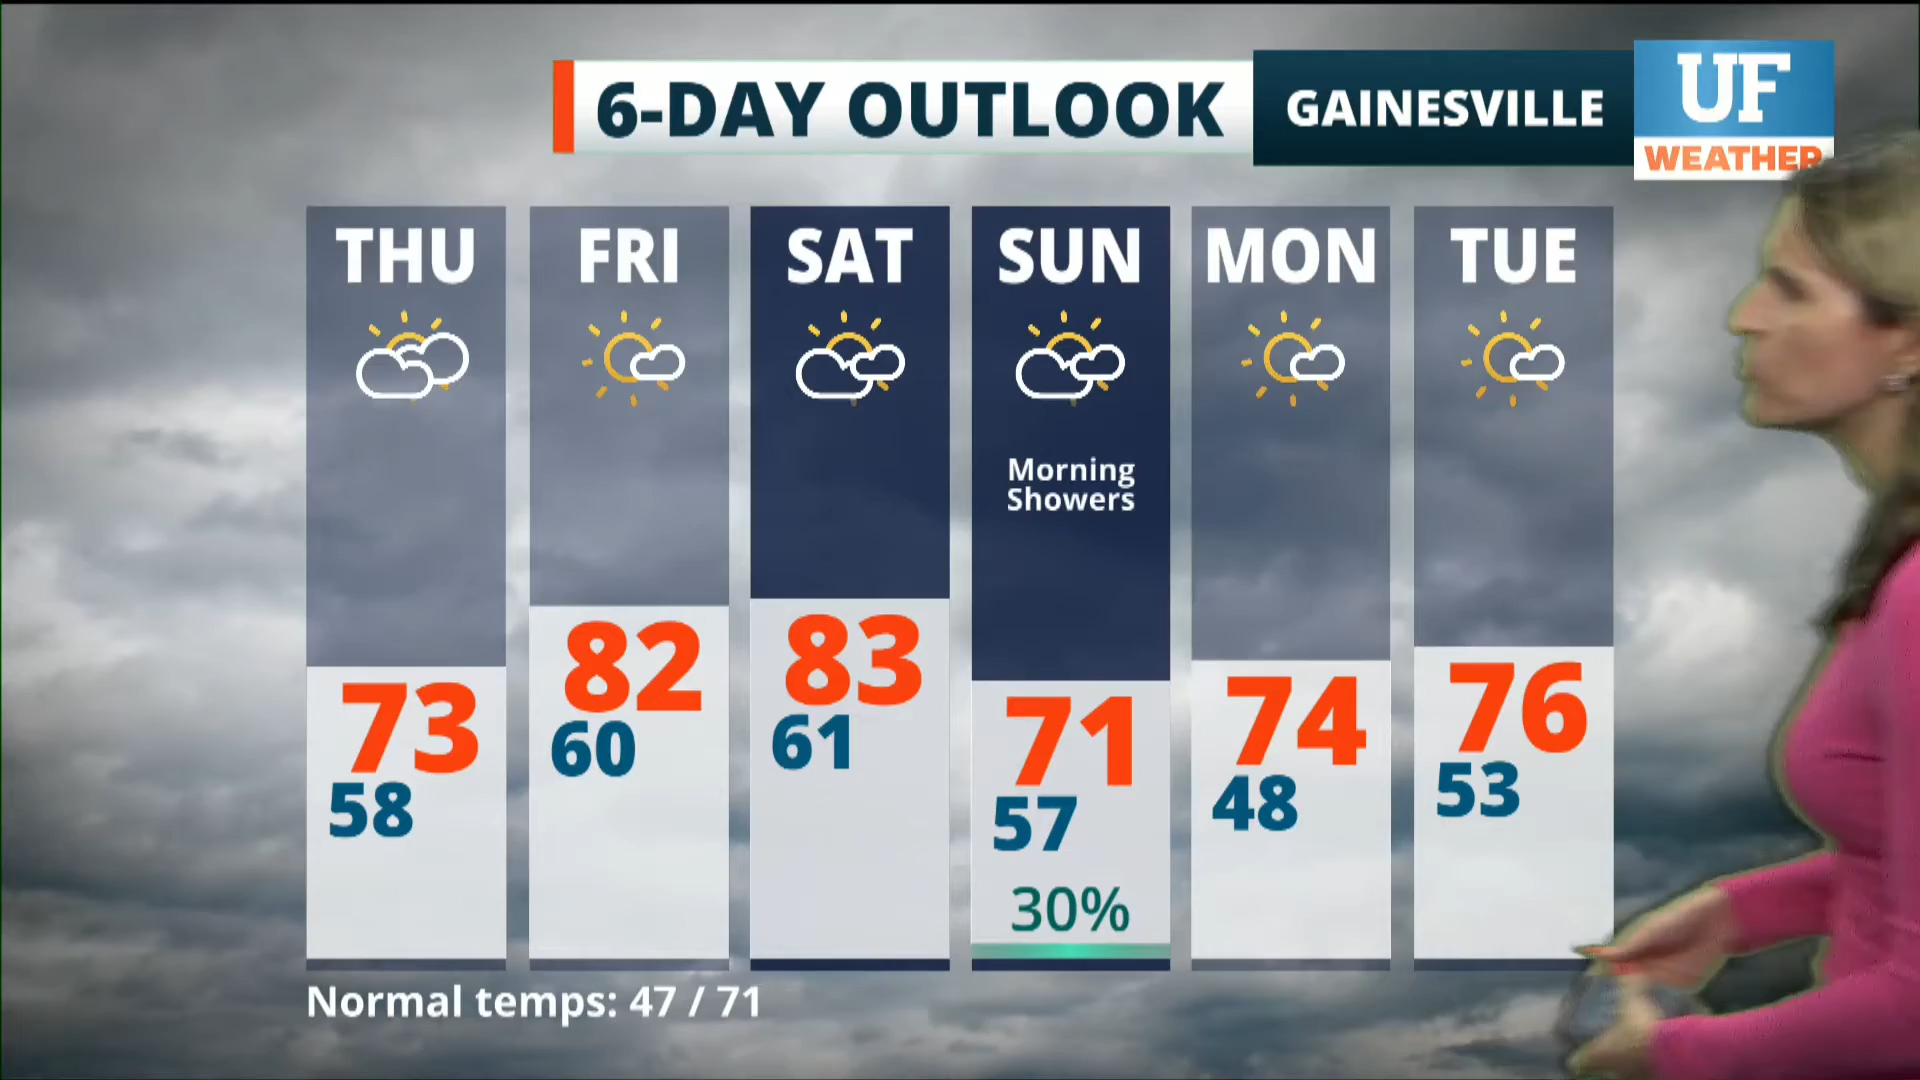 6-DAY OUTLOOK
GAINESVILLE
UF
WEATHER
THU
FRI
SAT
SUN
MON
TUE
Morning
Showers
73
58
82
60
83
61
71
57
30%
74
48
76
53
Normal temps: 47 / 71